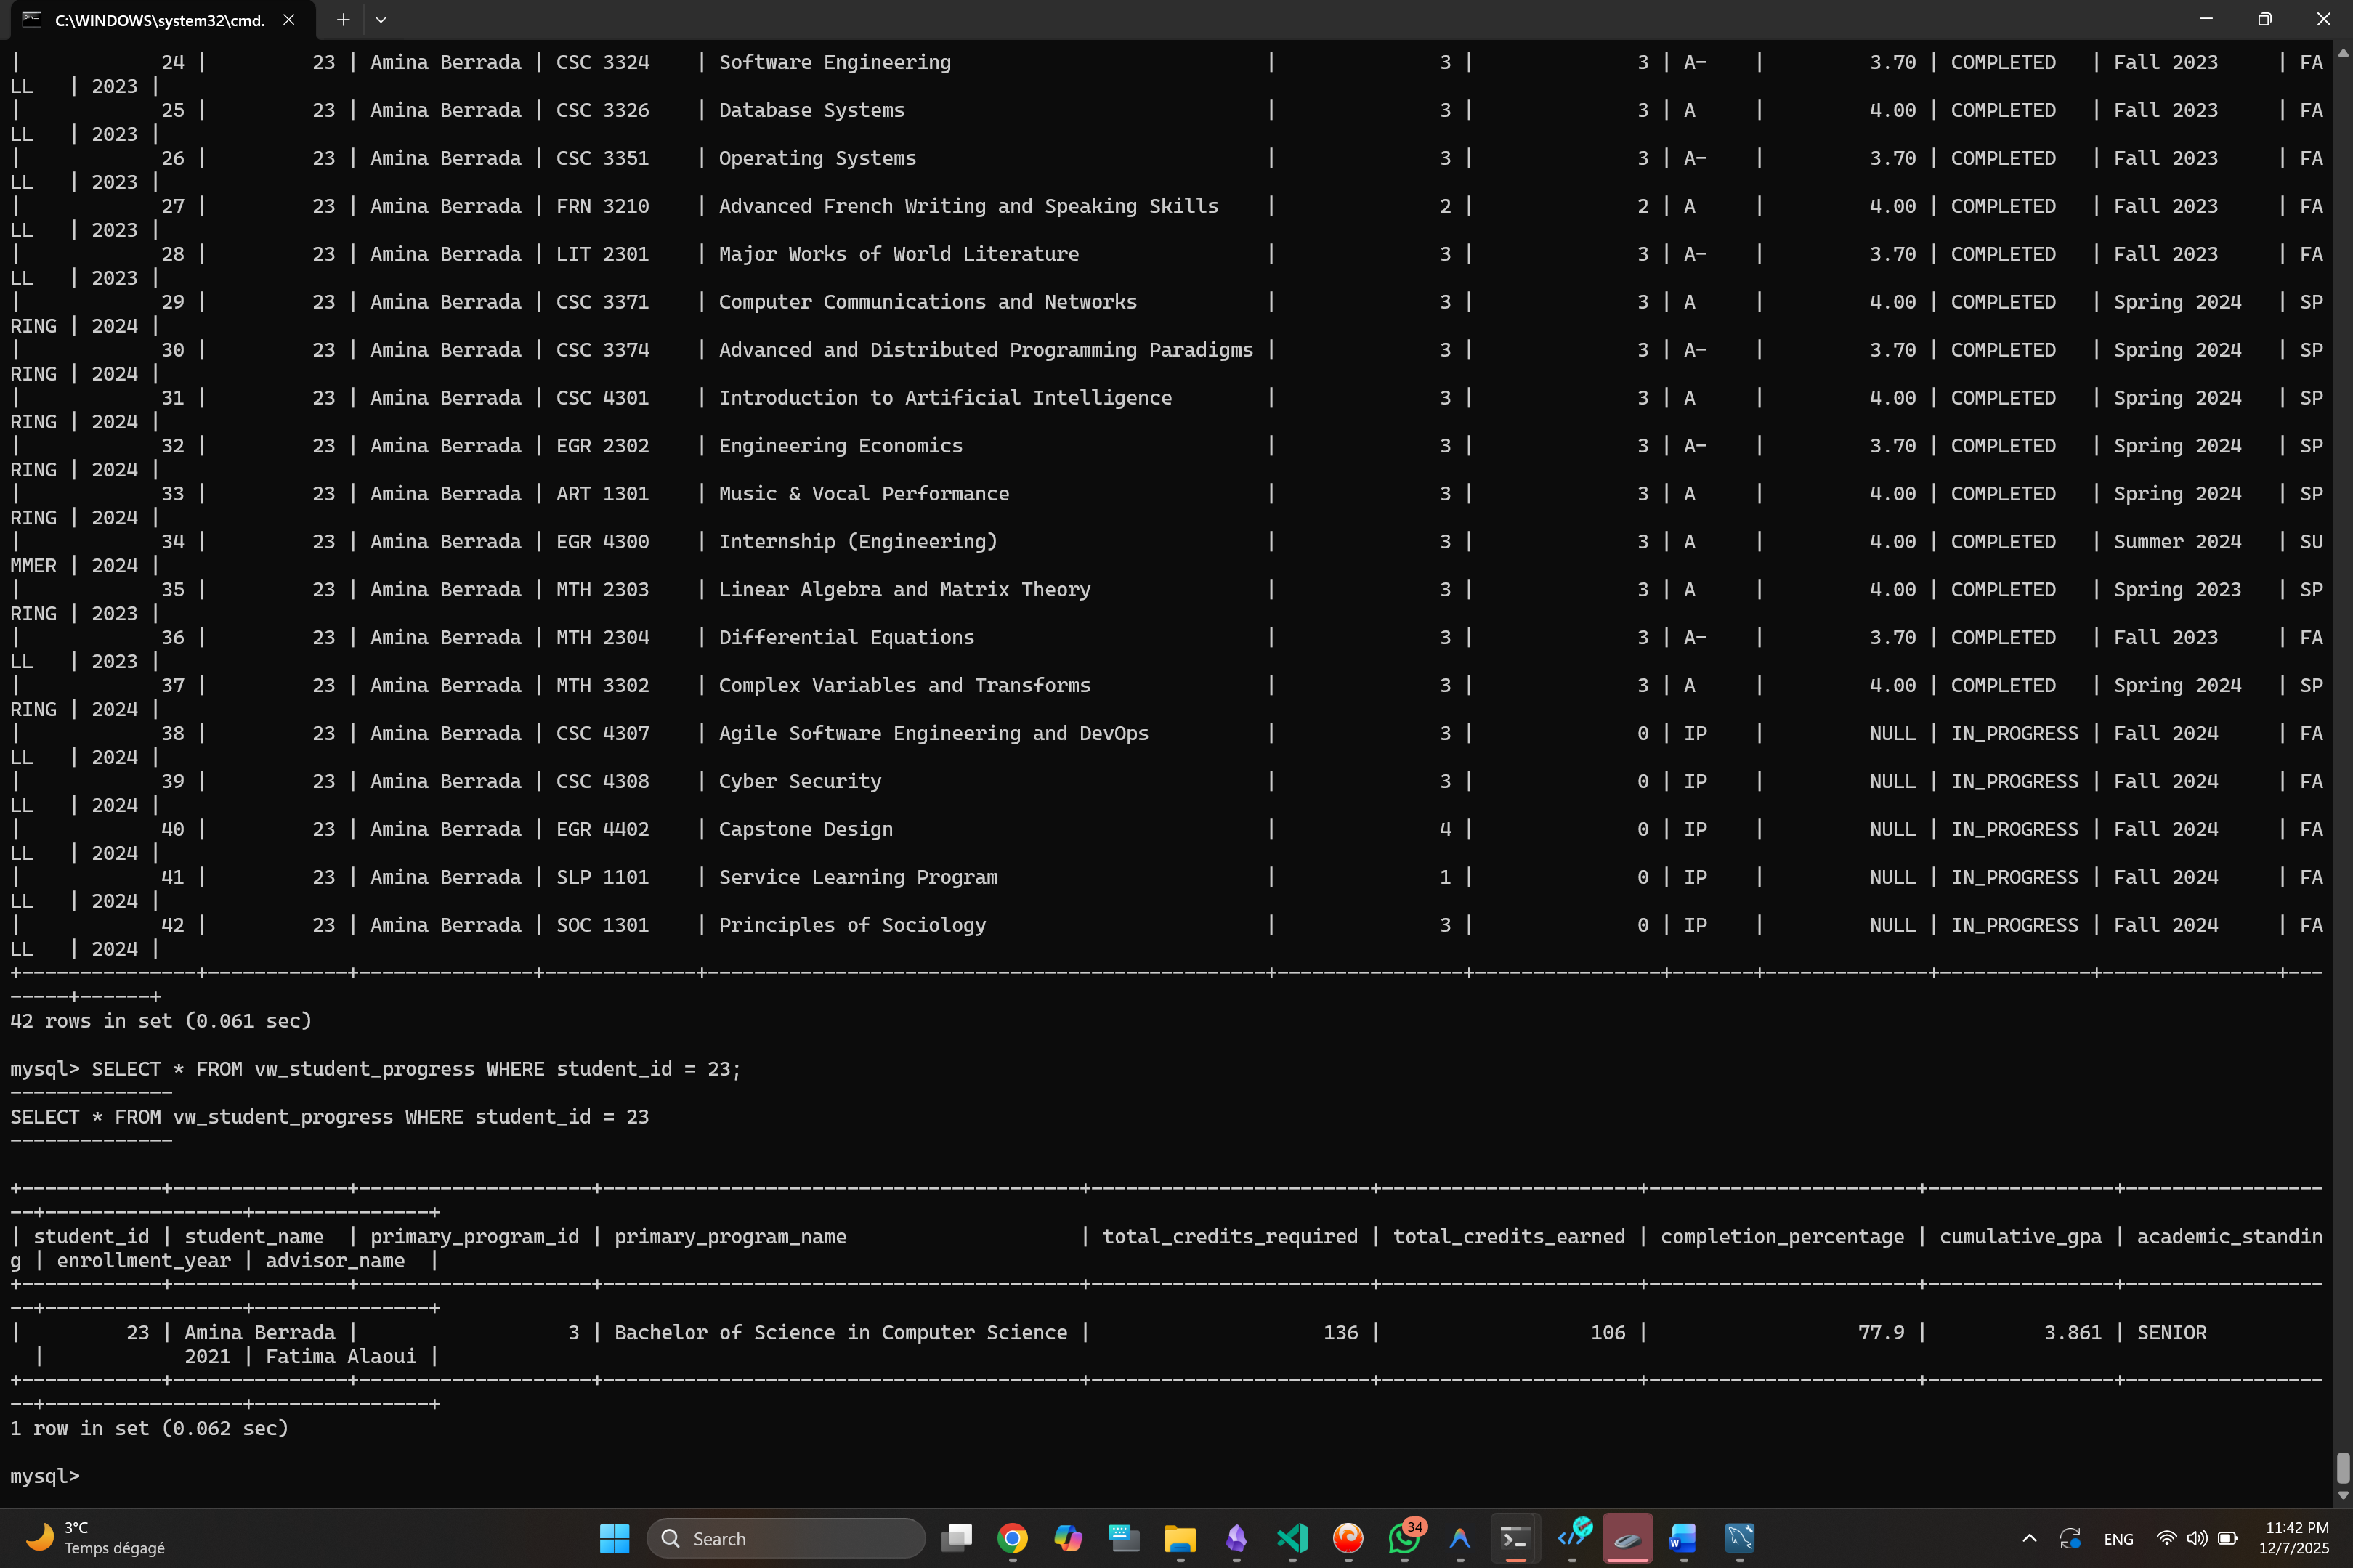 C:\WINDOWS\system32\cmd.
| 24 | 23 | Amina Berrada | CSC 3324 | Software Engineering | 3 | 3 | A- | 3.70 | COMPLETED | Fall 2023 | FA
LL | 2023 |
| 25 | 23 | Amina Berrada | CSC 3326 | Database Systems | 3 | 3 | A | 4.00 | COMPLETED | Fall 2023 | FA
LL | 2023 |
| 26 | 23 | Amina Berrada | CSC 3351 | Operating Systems | 3 | 3 | A- | 3.70 | COMPLETED | Fall 2023 | FA
LL | 2023 |
| 27 | 23 | Amina Berrada | FRN 3210 | Advanced French Writing and Speaking Skills | 2 | 2 | A | 4.00 | COMPLETED | Fall 2023 | FA
LL | 2023 |
| 28 | 23 | Amina Berrada | LIT 2301 | Major Works of World Literature | 3 | 3 | A- | 3.70 | COMPLETED | Fall 2023 | FA
LL | 2023 |
| 29 | 23 | Amina Berrada | CSC 3371 | Computer Communications and Networks | 3 | 3 | A | 4.00 | COMPLETED | Spring 2024 | SP
RING | 2024 |
| 30 | 23 | Amina Berrada | CSC 3374 | Advanced and Distributed Programming Paradigms | 3 | 3 | A- | 3.70 | COMPLETED | Spring 2024 | SP
RING | 2024 |
| 31 | 23 | Amina Berrada | CSC 4301 | Introduction to Artificial Intelligence | 3 | 3 | A | 4.00 | COMPLETED | Spring 2024 | SP
RING | 2024 |
| 32 | 23 | Amina Berrada | EGR 2302 | Engineering Economics | 3 | 3 | A- | 3.70 | COMPLETED | Spring 2024 | SP
RING | 2024 |
| 33 | 23 | Amina Berrada | ART 1301 | Music & Vocal Performance | 3 | 3 | A | 4.00 | COMPLETED | Spring 2024 | SP
RING | 2024 |
| 34 | 23 | Amina Berrada | EGR 4300 | Internship (Engineering) | 3 | 3 | A | 4.00 | COMPLETED | Summer 2024 | SU
MMER | 2024 |
| 35 | 23 | Amina Berrada | MTH 2303 | Linear Algebra and Matrix Theory | 3 | 3 | A | 4.00 | COMPLETED | Spring 2023 | SP
RING | 2023 |
| 36 | 23 | Amina Berrada | MTH 2304 | Differential Equations | 3 | 3 | A- | 3.70 | COMPLETED | Fall 2023 | FA
LL | 2023 |
| 37 | 23 | Amina Berrada | MTH 3302 | Complex Variables and Transforms | 3 | 3 | A | 4.00 | COMPLETED | Spring 2024 | SP
RING | 2024 |
| 38 | 23 | Amina Berrada | CSC 4307 | Agile Software Engineering and DevOps | 3 | 0 | IP | NULL | IN_PROGRESS | Fall 2024 | FA
LL | 2024 |
| 39 | 23 | Amina Berrada | CSC 4308 | Cyber Security | 3 | 0 | IP | NULL | IN_PROGRESS | Fall 2024 | FA
LL | 2024 |
| 40 | 23 | Amina Berrada | EGR 4402 | Capstone Design | 4 | 0 | IP | NULL | IN_PROGRESS | Fall 2024 | FA
LL | 2024 |
| 41 | 23 | Amina Berrada | SLP 1101 | Service Learning Program | 1 | 0 | IP | NULL | IN_PROGRESS | Fall 2024 | FA
LL | 2024 |
| 42 | 23 | Amina Berrada | SOC 1301 | Principles of Sociology | 3 | 0 | IP | NULL | IN_PROGRESS | Fall 2024 | FA
LL | 2024 |
42 rows in set (0.061 sec)
mysql> SELECT * FROM vw_student_progress WHERE student_id = 23;
--------------
SELECT * FROM vw_student_progress WHERE student_id = 23
--------------
| student_id | student_name | primary_program_id | primary_program_name | total_credits_required | total_credits_earned | completion_percentage | cumulative_gpa | academic_standin
g | enrollment_year | advisor_name |
| 23 | Amina Berrada | 3 | Bachelor of Science in Computer Science | 136 | 106 | 77.9 | 3.861 | SENIOR
| 2021 | Fatima Alaoui |
1 row in set (0.062 sec)
mysql>
3°C
Temps dégagé
Search
34
ENG
11:42 PM
12/7/2025